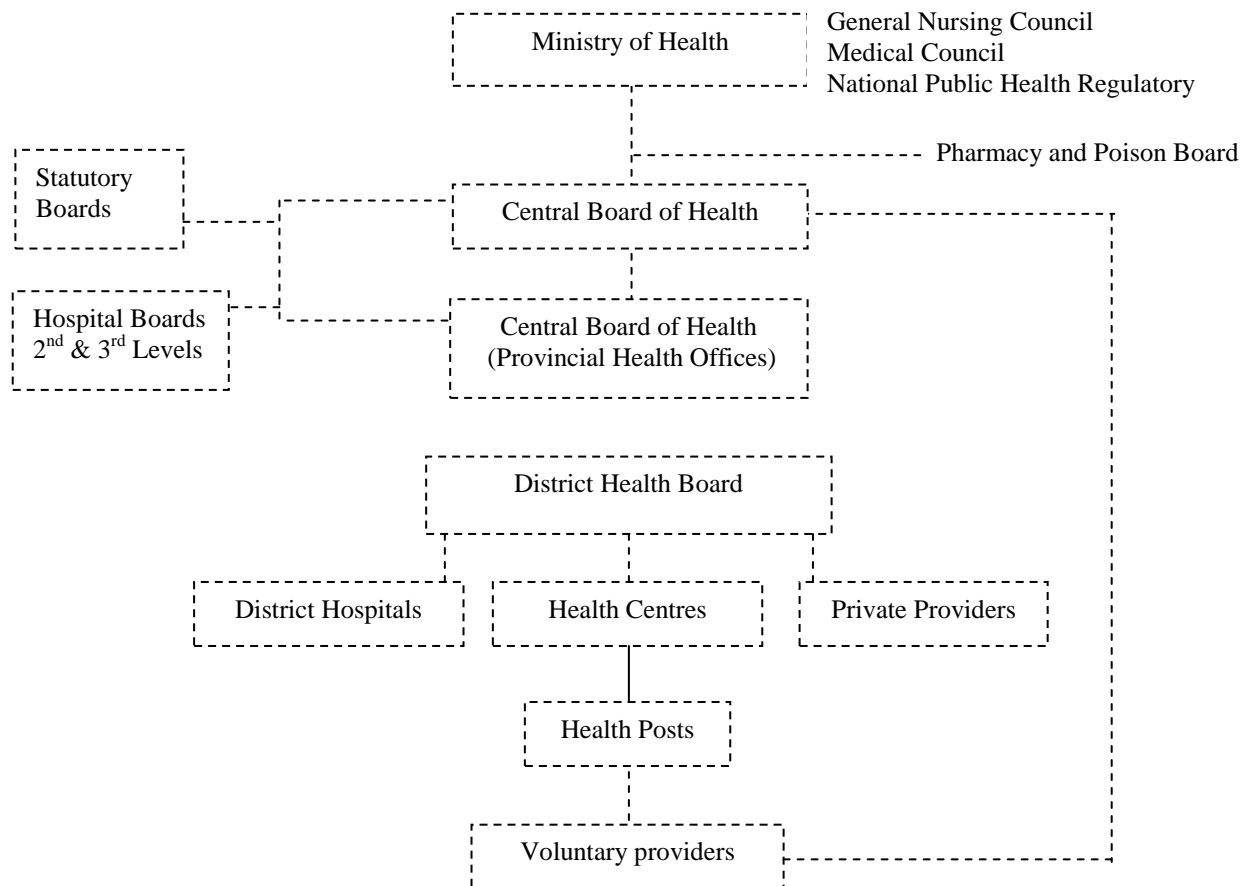 Ministry of Health
General Nursing Council
Medical Council
National Public Health Regulatory
Pharmacy and Poison Board
Statutory
Boards
Central Board of Health
Hospital Boards
2nd & 3rd Levels
Central Board of Health
(Provincial Health Offices)
District Health Board
District Hospitals
Health Centres
Private Providers
Health Posts
Voluntary providers